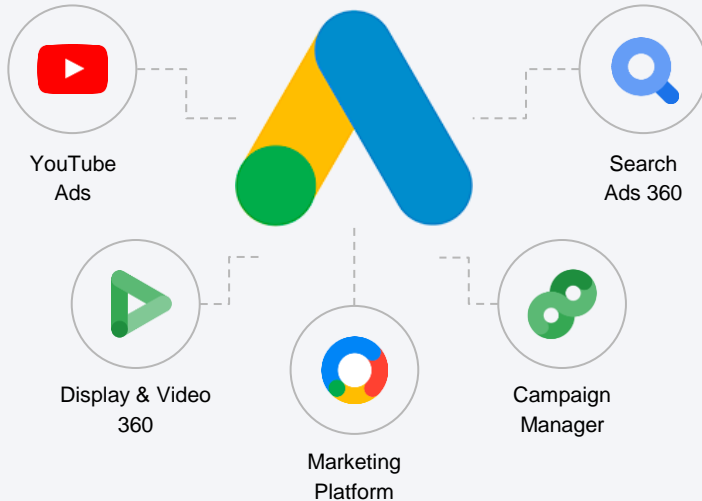 YouTube
Ads
Search
Ads 360
Display & Video
360
Campaign
Manager
Marketing
Platform